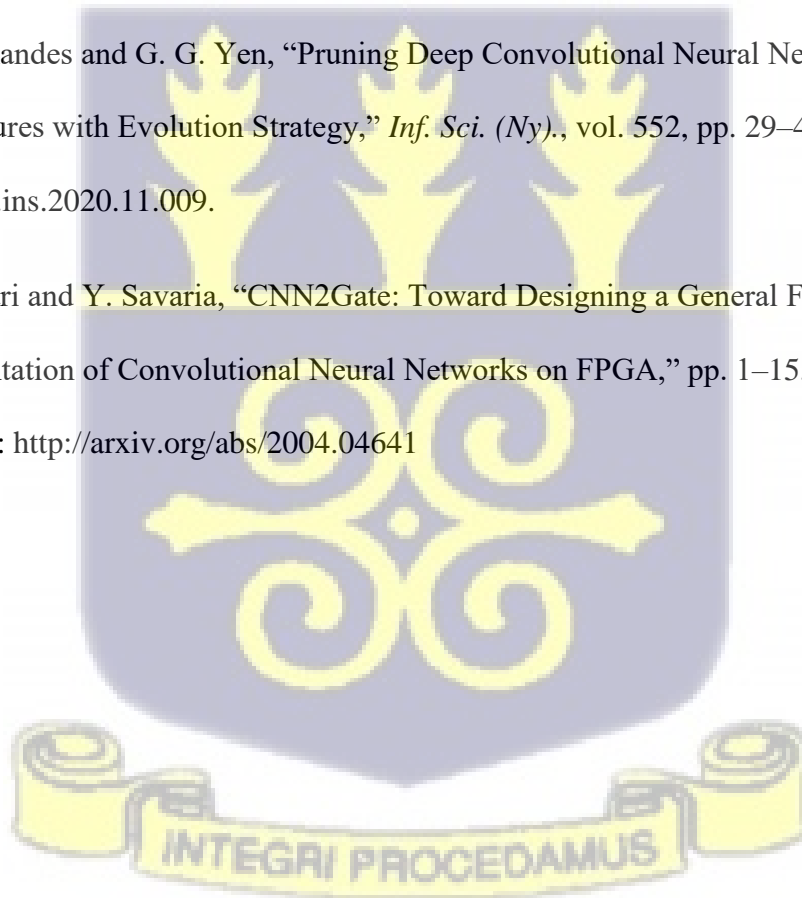 andes and G. G. Yen, “Pruning Deep Convolutional Neural Ne
ures with Evolution Strategy,” Inf. Sci. (Ny)., vol. 552, pp. 29–4
.ins.2020.11.009.
ri and Y. Savaria, “CNN2Gate: Toward Designing a General F
tation of Convolutional Neural Networks on FPGA,” pp. 1–15.
: http://arxiv.org/abs/2004.04641
INTEGRI PROCEDAMUS